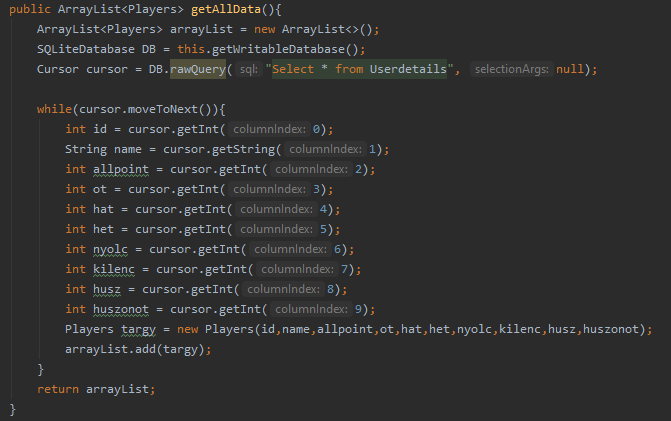 public ArrayList<Players> getAllData(){
    ArrayList<Players> arrayList = new ArrayList<>();
    SQLiteDatabase DB = this.getWritableDatabase();
    Cursor cursor = DB.rawQuery( sql: "Select * from Userdetails", selectionArgs: null);
    while(cursor.moveToNext()){
        int id = cursor.getInt( columnIndex: 0);
        String name = cursor.getString( columnIndex: 1);
        int allpoint = cursor.getInt( columnIndex: 2);
        int ot = cursor.getInt( columnIndex: 3);
        int hat = cursor.getInt( columnIndex: 4);
        int het = cursor.getInt( columnIndex: 5);
        int nyolc = cursor.getInt( columnIndex: 6);
        int kilenc = cursor.getInt( columnIndex: 7);
        int husz = cursor.getInt( columnIndex: 8);
        int huszonot = cursor.getInt( columnIndex: 9);
        Players targy = new Players(id,name,allpoint,ot,hat,het,nyolc,kilenc,husz,huszonot);
        arrayList.add(targy);
    }
    return arrayList;
}